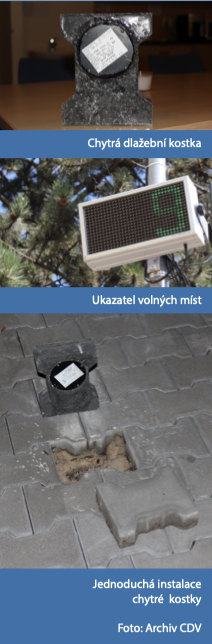 Chytrá dlažební kostka
Ukazatel volných míst
Jednoduchá instalace
chytré kostky
Foto: Archiv CDV